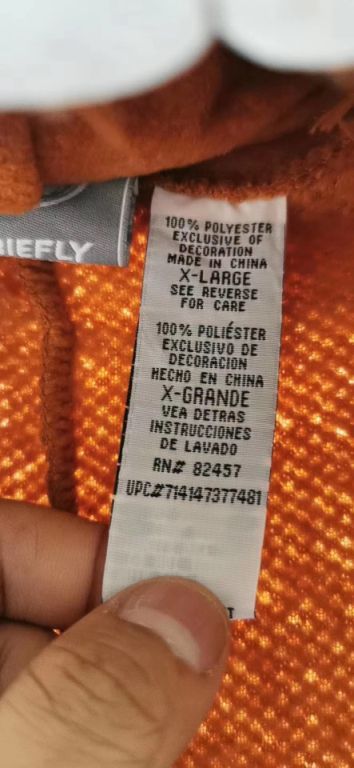 IEFLY
100% POLYESTER
EXCLUSIVE OF
DECORATION
MADE IN CHINA
X-LARGE
SEE REVERSE
FOR CARE
100% POLIÉSTER
EXCLUSIVO DE
DECORACION
HECHO EN CHINA
X-GRANDE
VEA DETRAS
INSTRUCCIONES
DE LAVADO
RN# 82457
UPC#714147377481
T